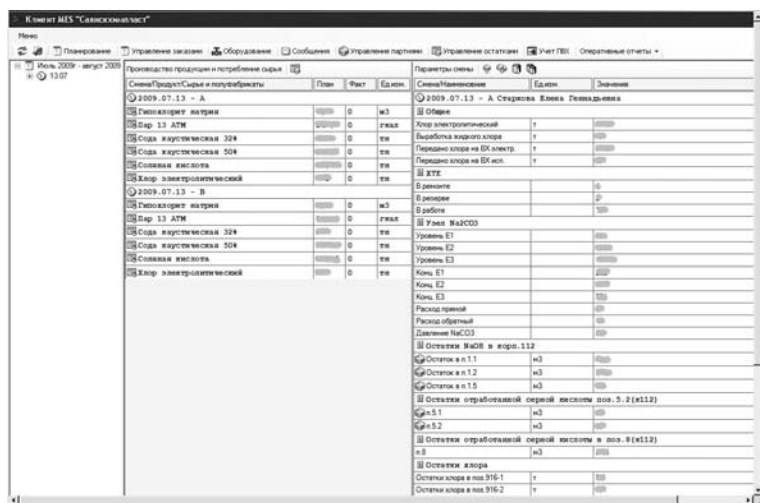 Клиент MES "Саянскхимпласт"
Меню
Планирование Управление заказами Оборудование Сообщения Управление партиями Управление остатками Учет ПВХ Оперативные отчеты
Июль 2009г - август 2009
13.07
Производство продукции и потребление сырья
Смена/Продукт/Сырье и полуфабрикаты План Факт Ед.изм.
2009.07.13 - A
Гипохлорит натрия 0 м3
Пар 13 АТМ 0 гкал
Сода каустическая 32% 0 тн
Сода каустическая 50% 0 тн
Соляная кислота 0 тн
Хлор электролитический 0 тн
2009.07.13 - B
Гипохлорит натрия 0 м3
Пар 13 АТМ 0 гкал
Сода каустическая 32% 0 тн
Сода каустическая 50% 0 тн
Соляная кислота 0 тн
Хлор электролитический 0 тн
Параметры смены
Смена/Наименование Ед.изм. Значение
2009.07.13 - A Старкова Елена Геннадьевна
Общее
Хлор электролитический т
Выработка жидкого хлора т
Передано хлора на ВХ электр. т
Передано хлора на ВХ исп. т
ХТК
В ремонте
В резерве
В работе
Узел Na2CO3
Уровень E1
Уровень E2
Уровень E3
Конц. E1
Конц. E2
Конц. E3
Расход прямой
Расход обратный
Давление NaCO3
Остатки NaOH в корп.112
Остаток в п.1.1 м3
Остаток в п.1.2 м3
Остаток в п.1.5 м3
Остатки отработанной серной кислоты поз.5.2(к112)
п.5.1 м3
п.5.2 м3
Остатки отработанной серной кислоты в поз.8(к112)
п.8 м3
Остатки хлора
Остатки хлора в поз.916-1 т
Остатки хлора в поз.916-2 т